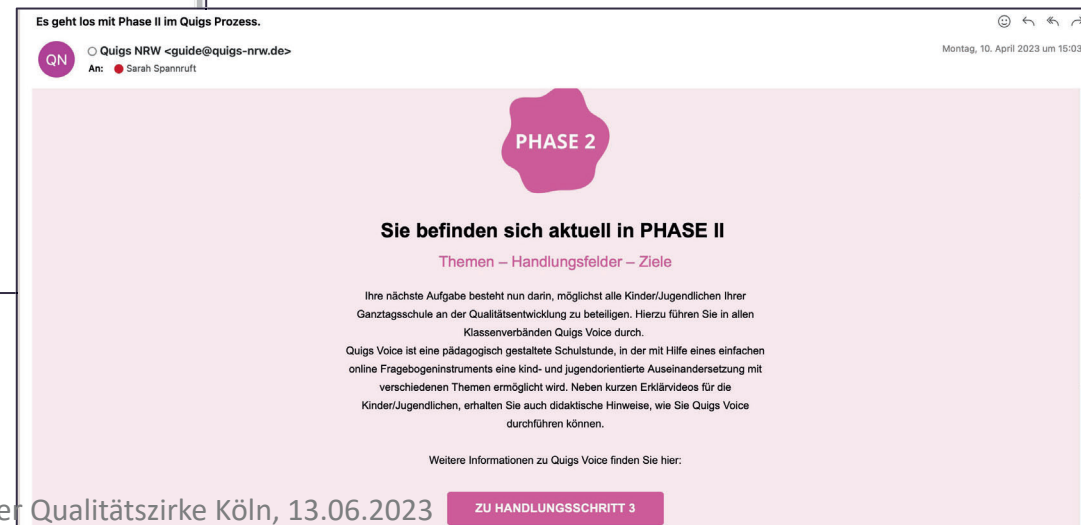 Es geht los mit Phase II im Quigs Prozess.
QN
Quigs NRW <guide@quigs-nrw.de>
Montag, 10. April 2023 um 15:03
An: Sarah Spannruft
PHASE 2
Sie befinden sich aktuell in PHASE II
Themen – Handlungsfelder – Ziele
Ihre nächste Aufgabe besteht nun darin, möglichst alle Kinder/Jugendlichen Ihrer
Ganztagsschule an der Qualitätsentwicklung zu beteiligen. Hierzu führen Sie in allen
Klassenverbänden Quigs Voice durch.
Quigs Voice ist eine pädagogisch gestaltete Schulstunde, in der mit Hilfe eines einfachen
online Fragebogeninstruments eine kind- und jugendorientierte Auseinandersetzung mit
verschiedenen Themen ermöglicht wird. Neben kurzen Erklärvideos für die
Kinder/Jugendlichen, erhalten Sie auch didaktische Hinweise, wie Sie Quigs Voice
durchführen können.
Weitere Informationen zu Quigs Voice finden Sie hier:
er Qualitätszirke Köln, 13.06.2023
ZU HANDLUNGSSCHRITT 3